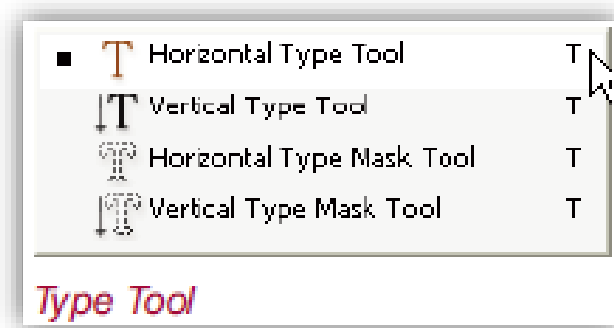 Horizontal Type Tool T
Vertical Type Tool T
Horizontal Type Mask Tool T
Vertical Type Mask Tool T
Type Tool